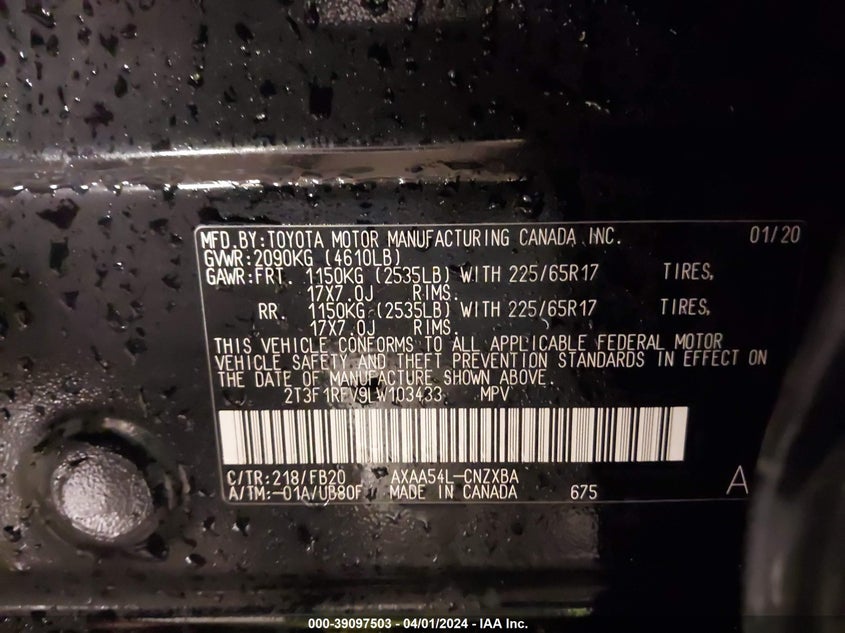 MFD.BY:TOYOTA MOTOR MANUFACTURING CANADA INC. 01/20
GVWR:2090KG (4610LB)
GAWR:FRT. 1150KG (2535LB) WITH 225/65R17 TIRES,
17X7.0J RIMS.
RR. 1150KG (2535LB) WITH 225/65R17 TIRES,
17X7.0J RIMS.
THIS VEHICLE CONFORMS TO ALL APPLICABLE FEDERAL MOTOR
VEHICLE SAFETY AND THEFT PREVENTION STANDARDS IN EFFECT ON
THE DATE OF MANUFACTURE SHOWN ABOVE.
2T3F1RFV9LW103433 MPV
C/TR:218/FB20 AXAA54L-CNZXBA
A/TM:-01A/UB80F MADE IN CANADA 675 A
000-39097503 - 04/01/2024 - IAA Inc.